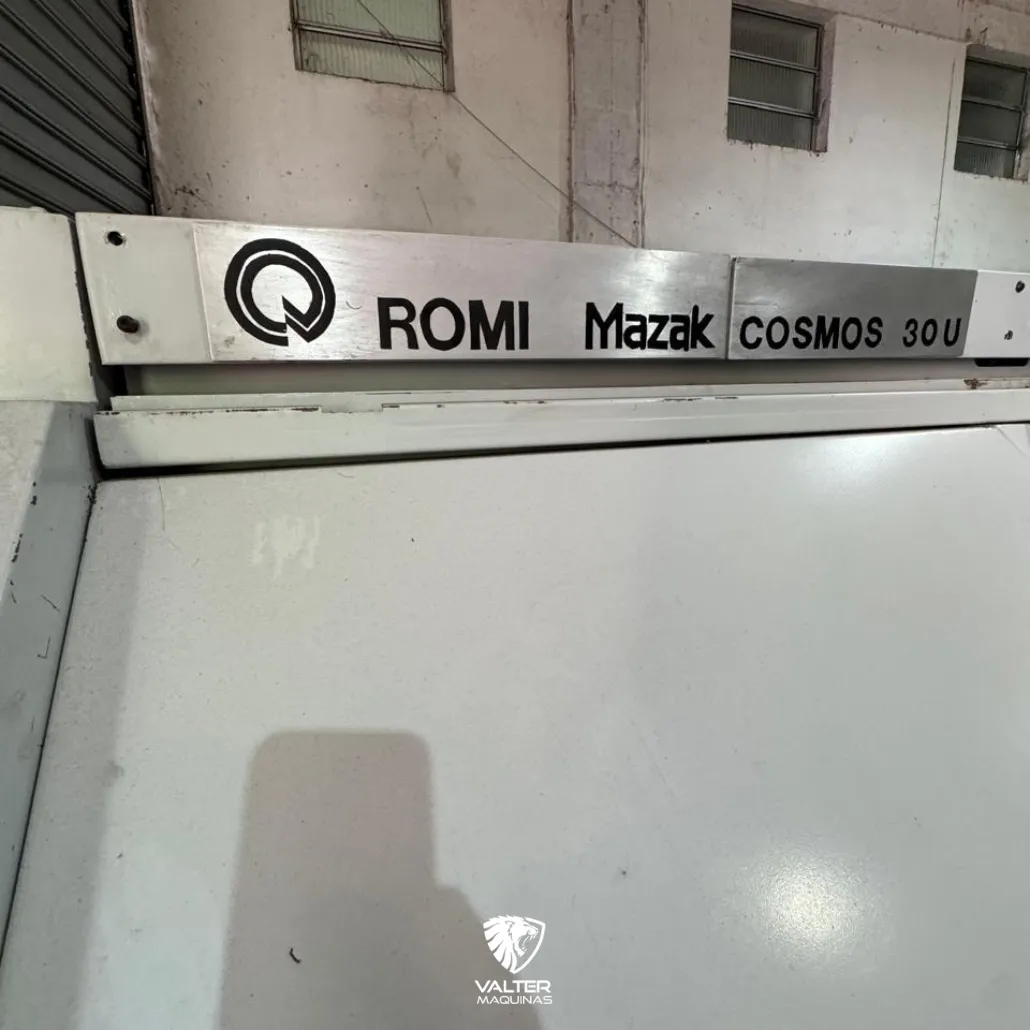 ROMI Mazak COSMOS 30U
VALTER
MAQUINAS